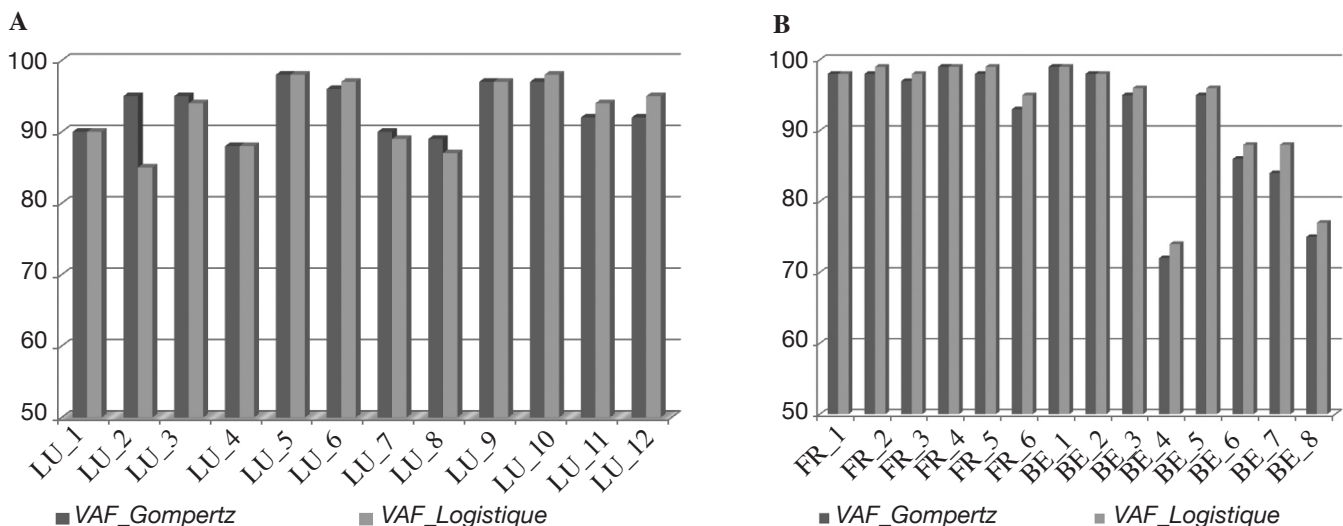 A
100
90
80
70
60
50
LU_1 LU_2 LU_3 LU_4 LU_5 LU_6 LU_7 LU_8 LU_9 LU_10 LU_11 LU_12
VAF_Gompertz VAF_Logistique
B
100
90
80
70
60
50
FR_1 FR_2 FR_3 FR_4 FR_5 FR_6 BE_1 BE_2 BE_3 BE_4 BE_5 BE_6 BE_7 BE_8
VAF_Gompertz VAF_Logistique